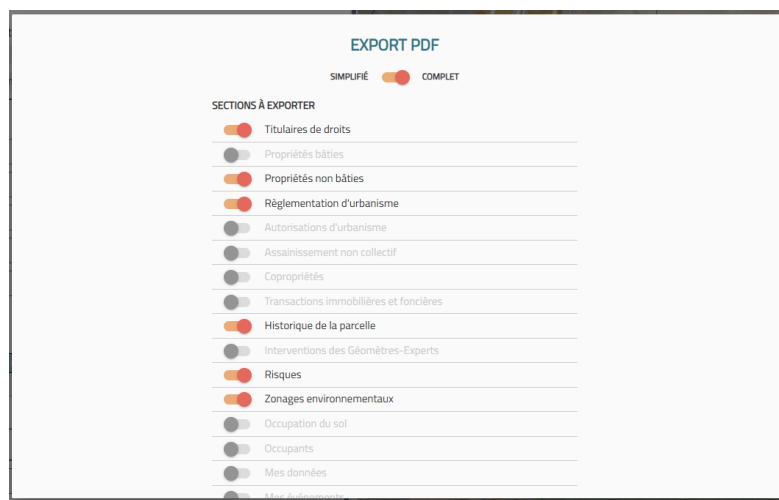 EXPORT PDF
SIMPLIFIÉ COMPLET
SECTIONS À EXPORTER
Titulaires de droits
Propriétés bâties
Propriétés non bâties
Règlementation d'urbanisme
Autorisations d'urbanisme
Assainissement non collectif
Copropriétés
Transactions immobilières et foncières
Historique de la parcelle
Interventions des Géomètres-Experts
Risques
Zonages environnementaux
Occupation du sol
Occupants
Mes données
Mes événements